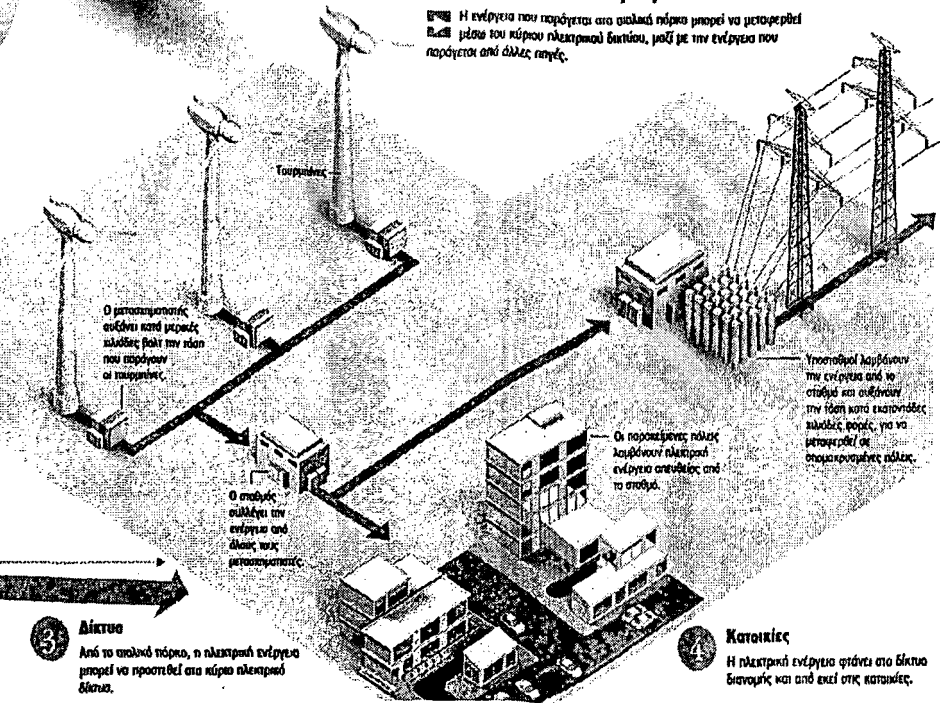 Η ενέργεια που παράγεται στα αιολικά πάρκα μπορεί να μεταφερθεί
μέσω του κύριου ηλεκτρικού δικτύου, μαζί με την ενέργεια που
παράγεται από άλλες πηγές.
Τουρμπίνες
Ο μετασχηματιστής
αυξάνει κατά μερικές
χιλιάδες βολτ την τάση
που παράγουν
οι τουρμπίνες.
Υποσταθμοί λαμβάνουν
την ενέργεια από το
σταθμό και αυξάνουν
την τάση κατά εκατοντάδες
χιλιάδες φορές, για να
μεταφερθεί σε
απομακρυσμένες πόλεις.
Οι παρακείμενες πόλεις
λαμβάνουν ηλεκτρική
ενέργεια απευθείας από
το σταθμό.
Ο σταθμός
συλλέγει την
ενέργεια από
όλους τους
μετασχηματιστές.
3 Δίκτυο
Από το αιολικό πάρκο, η ηλεκτρική ενέργεια
μπορεί να προστεθεί στο κύριο ηλεκτρικό
δίκτυο.
4 Κατοικίες
Η ηλεκτρική ενέργεια φτάνει στο δίκτυο
διανομής και από εκεί στις κατοικίες.